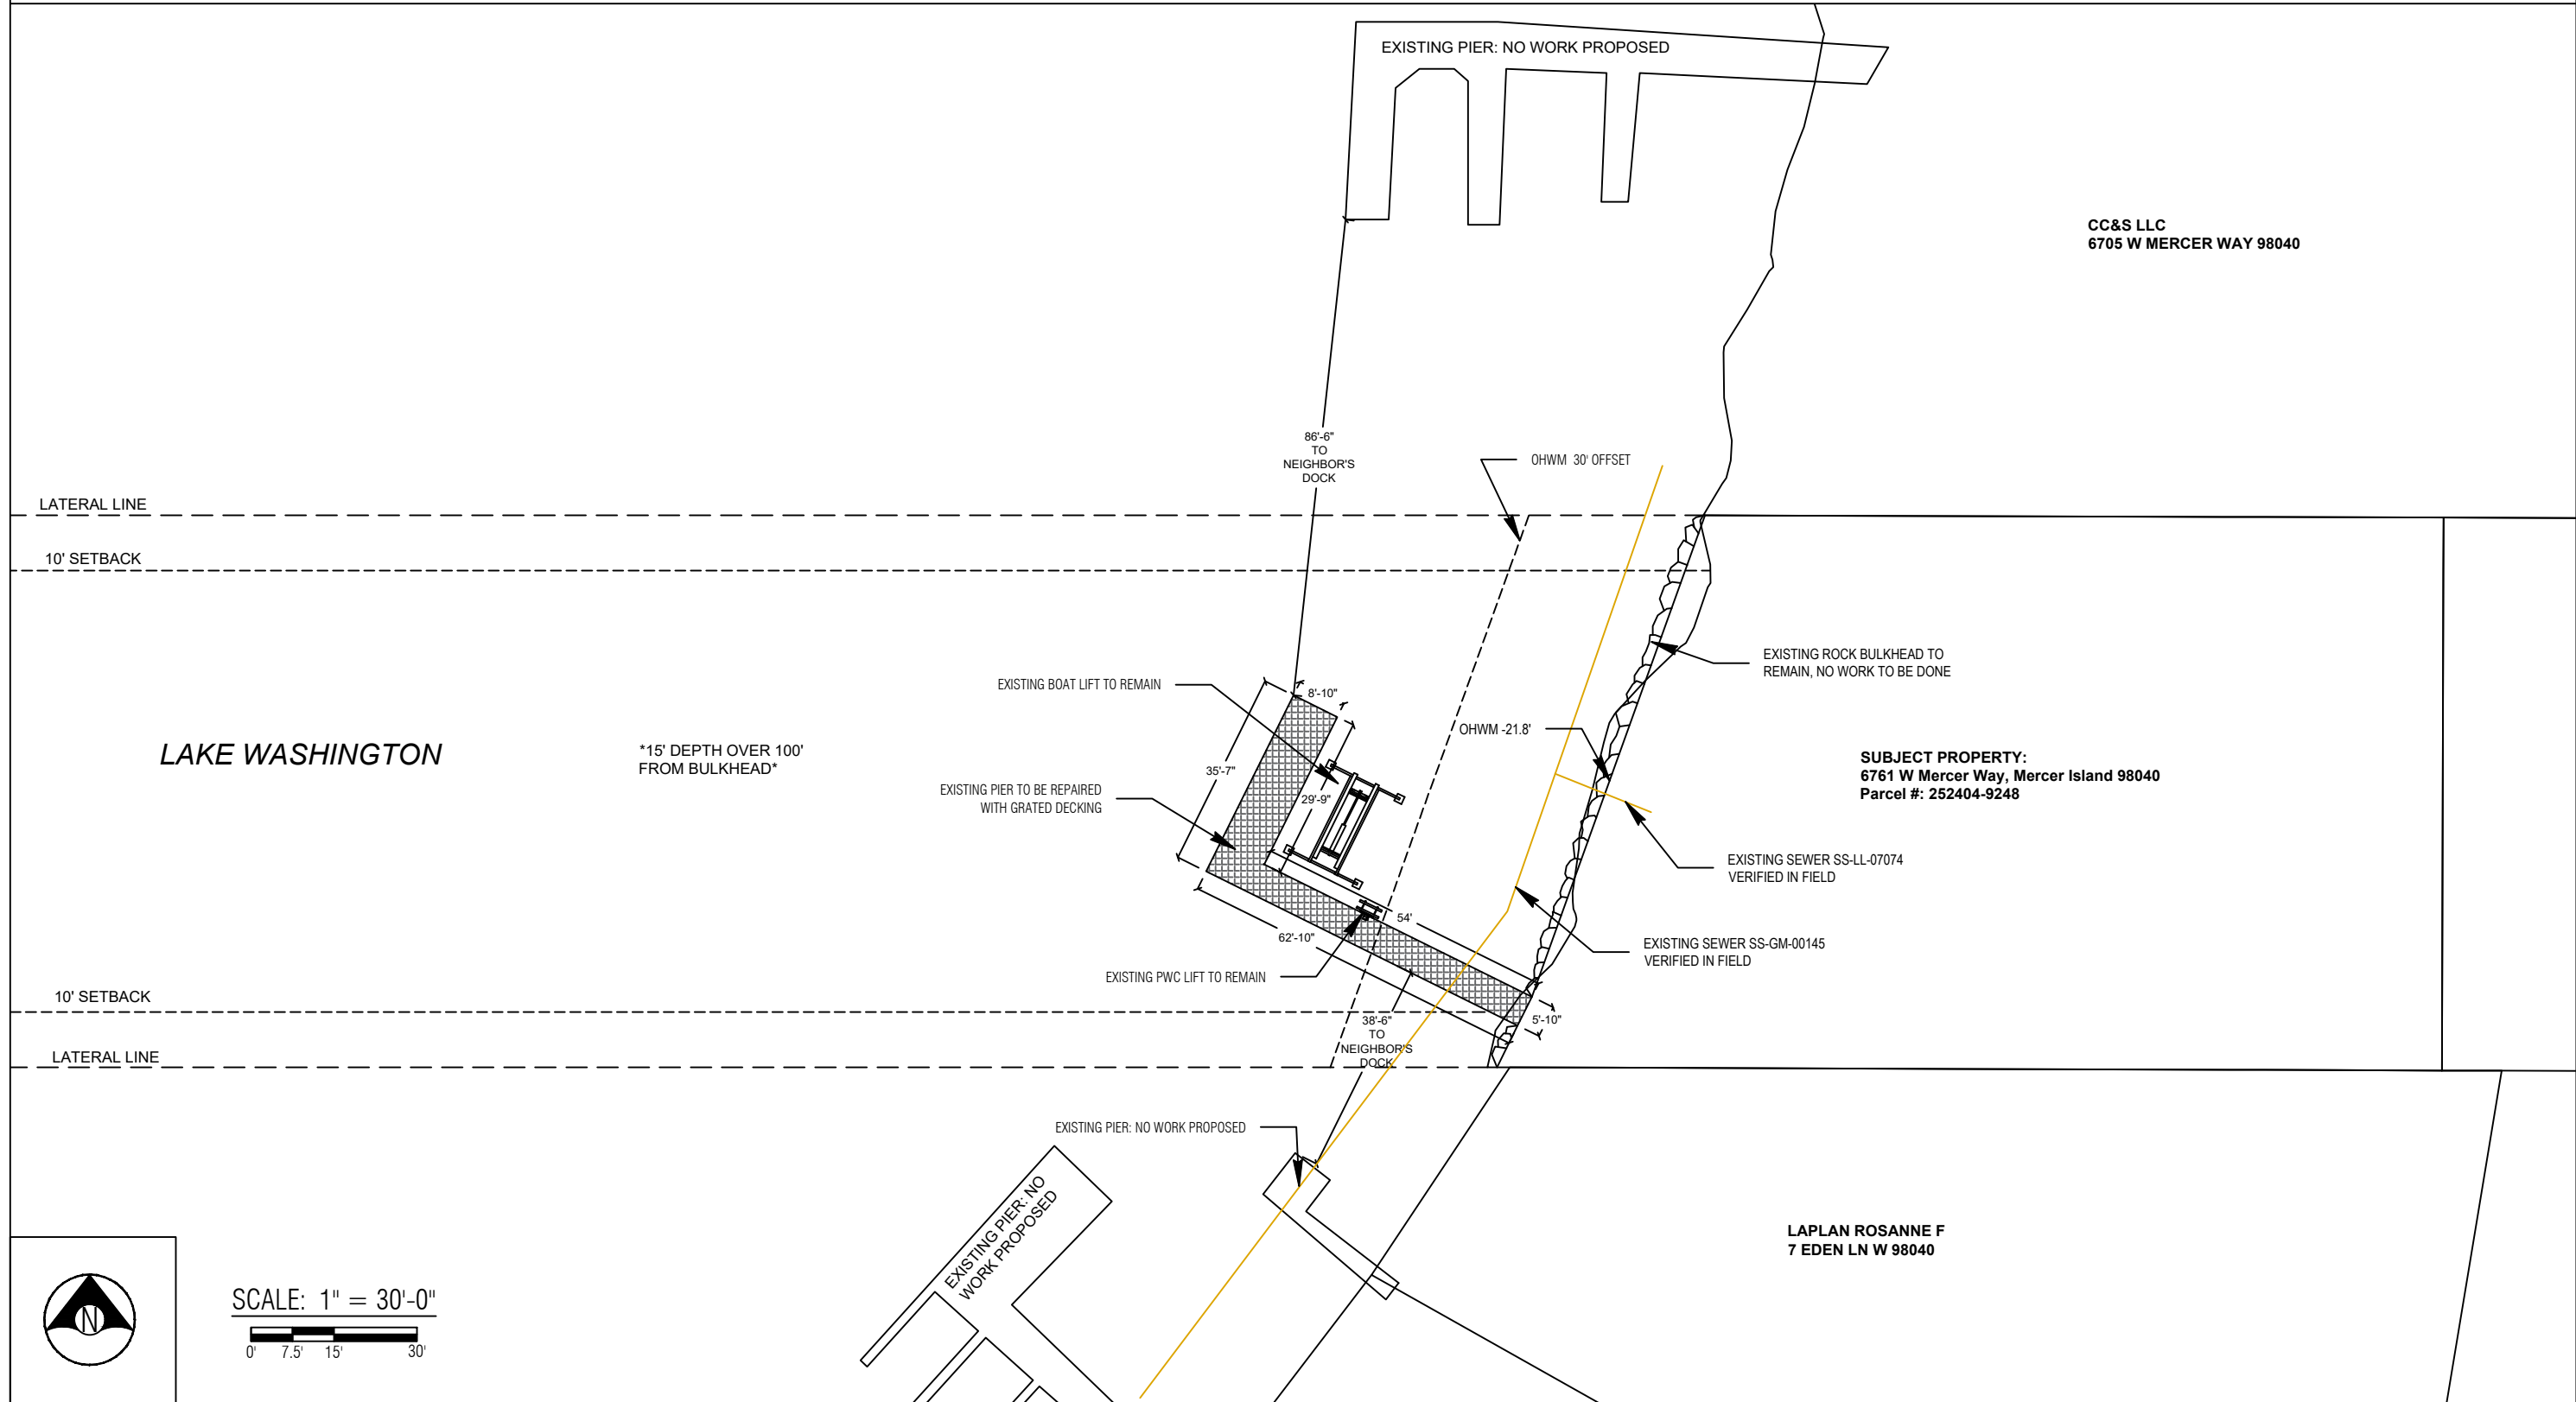 EXISTING PIER: NO WORK PROPOSED
CC&S LLC
6705 W MERCER WAY 98040
86'-6"
TO
NEIGHBOR'S
DOCK
OHWM 30' OFFSET
LATERAL LINE
10' SETBACK
EXISTING ROCK BULKHEAD TO
REMAIN, NO WORK TO BE DONE
EXISTING BOAT LIFT TO REMAIN
8'-10"
OHWM -21.8'
LAKE WASHINGTON
*15' DEPTH OVER 100'
FROM BULKHEAD*
35'-7"
29'-9"
SUBJECT PROPERTY:
6761 W Mercer Way, Mercer Island 98040
Parcel #: 252404-9248
EXISTING PIER TO BE REPAIRED
WITH GRATED DECKING
EXISTING SEWER SS-LL-07074
VERIFIED IN FIELD
54'
62'-10"
EXISTING SEWER SS-GM-00145
VERIFIED IN FIELD
EXISTING PWC LIFT TO REMAIN
10' SETBACK
5'-10"
38'-6"
TO
NEIGHBOR'S
DOCK
LATERAL LINE
EXISTING PIER: NO WORK PROPOSED
EXISTING PIER: NO
WORK PROPOSED
LAPLAN ROSANNE F
7 EDEN LN W 98040
N
SCALE: 1" = 30'-0"
0' 7.5' 15' 30'